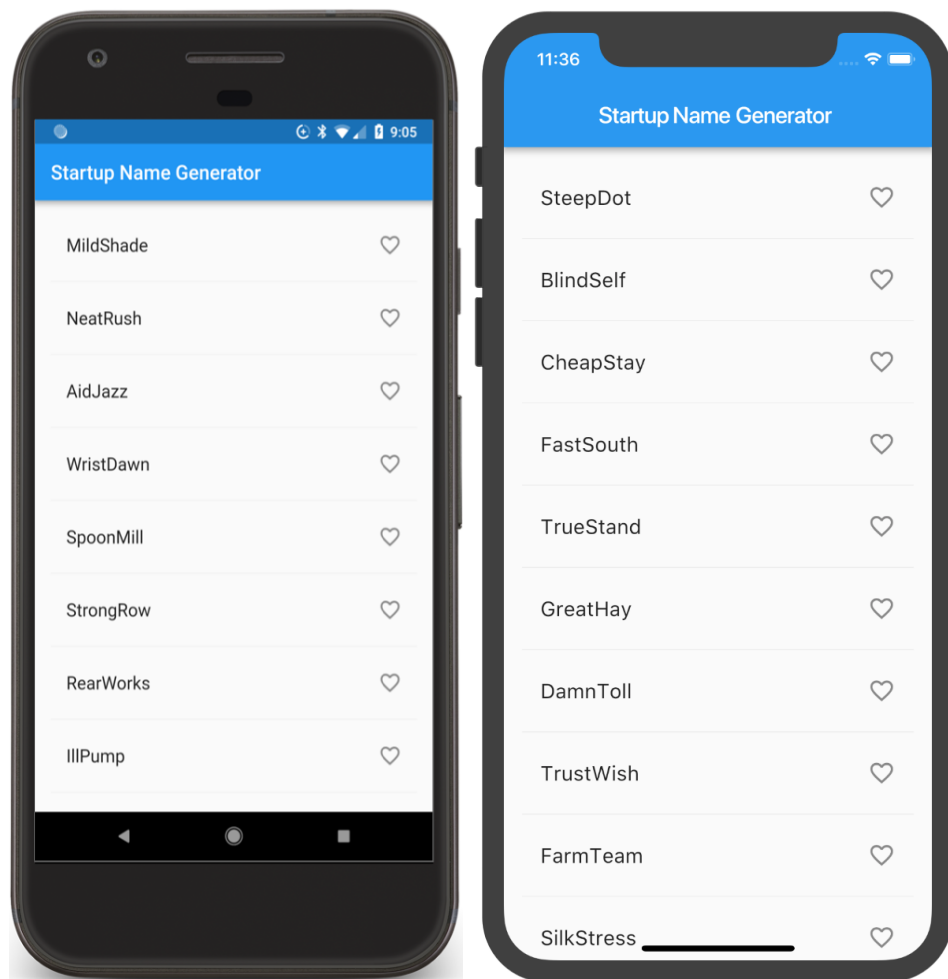 9:05
Startup Name Generator
MildShade
NeatRush
AidJazz
WristDawn
SpoonMill
StrongRow
RearWorks
IllPump
11:36
Startup Name Generator
SteepDot
BlindSelf
CheapStay
FastSouth
TrueStand
GreatHay
DamnToll
TrustWish
FarmTeam
SilkStress